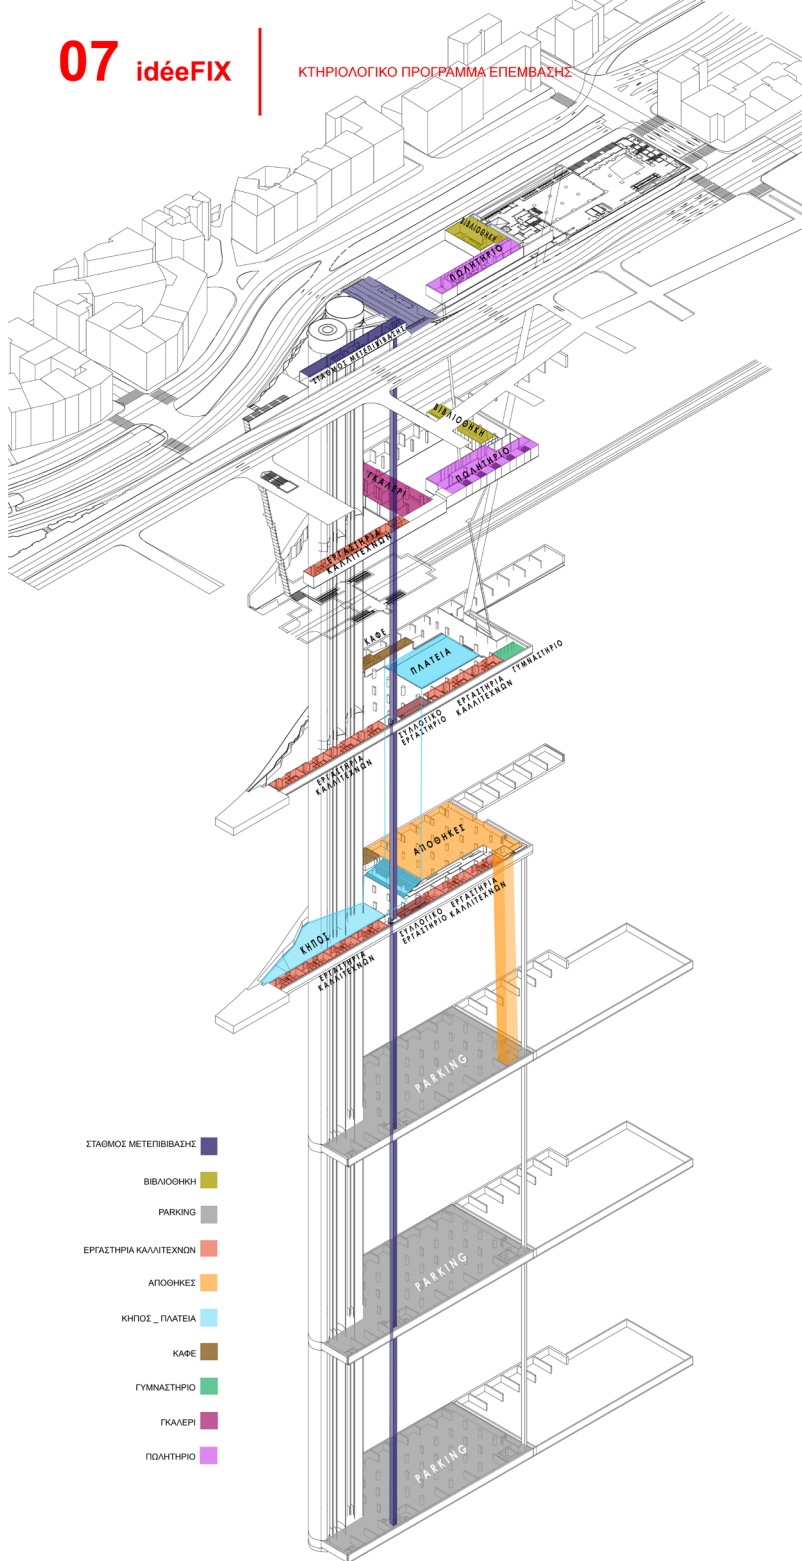 07 idéeFIX
ΚΤΗΡΙΟΛΟΓΙΚΟ ΠΡΟΓΡΑΜΜΑ ΕΠΕΜΒΑΣΗΣ
ΒΙΒΛΙΟΘΗΚΗ
ΠΩΛΗΤΗΡΙΟ
ΣΤΑΘΜΟΣ ΜΕΤΕΠΙΒΙΒΑΣΗΣ
ΒΙΒΛΙΟΘΗΚΗ
ΠΩΛΗΤΗΡΙΟ
ΓΚΑΛΕΡΙ
ΕΡΓΑΣΤΗΡΙΑ
ΚΑΛΛΙΤΕΧΝΩΝ
ΚΑΦΕ
ΠΛΑΤΕΙΑ
ΓΥΜΝΑΣΤΗΡΙΟ
ΕΡΓΑΣΤΗΡΙΑ
ΚΑΛΛΙΤΕΧΝΩΝ
ΣΥΛΛΟΓΙΚΟ
ΕΡΓΑΣΤΗΡΙΟ
ΕΡΓΑΣΤΗΡΙΑ
ΚΑΛΛΙΤΕΧΝΩΝ
ΑΠΟΘΗΚΕΣ
ΕΡΓΑΣΤΗΡΙΑ
ΚΑΛΛΙΤΕΧΝΩΝ
ΣΥΛΛΟΓΙΚΟ
ΕΡΓΑΣΤΗΡΙΟ
ΚΗΠΟΣ
ΕΡΓΑΣΤΗΡΙΑ
ΚΑΛΛΙΤΕΧΝΩΝ
PARKING
PARKING
PARKING
ΣΤΑΘΜΟΣ ΜΕΤΕΠΙΒΙΒΑΣΗΣ
ΒΙΒΛΙΟΘΗΚΗ
PARKING
ΕΡΓΑΣΤΗΡΙΑ ΚΑΛΛΙΤΕΧΝΩΝ
ΑΠΟΘΗΚΕΣ
ΚΗΠΟΣ _ ΠΛΑΤΕΙΑ
ΚΑΦΕ
ΓΥΜΝΑΣΤΗΡΙΟ
ΓΚΑΛΕΡΙ
ΠΩΛΗΤΗΡΙΟ